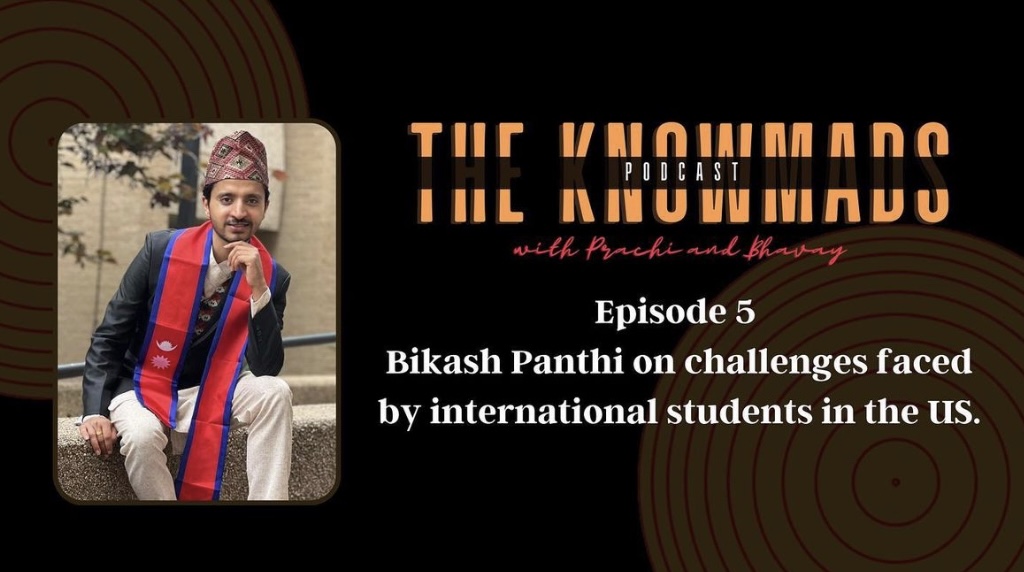 THE KNOWMADS
PODCAST
with Prachi and Bhavay
Episode 5
Bikash Panthi on challenges faced
by international students in the US.